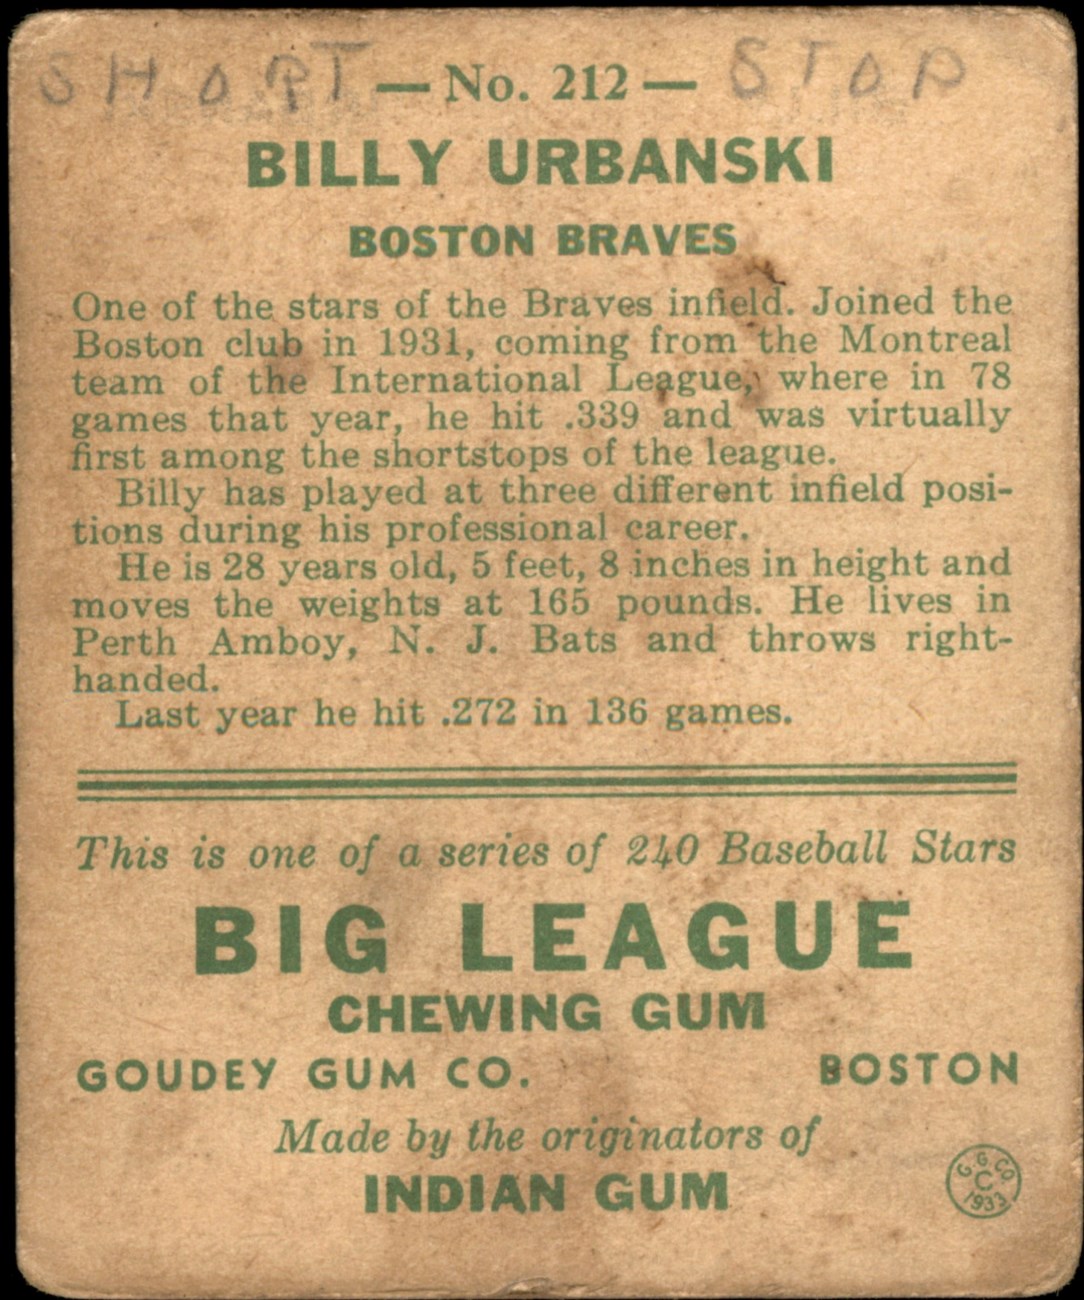 SHORT — No. 212 — STOP
BILLY URBANSKI
BOSTON BRAVES
One of the stars of the Braves infield. Joined the
Boston club in 1931, coming from the Montreal
team of the International League, where in 78
games that year, he hit .339 and was virtually
first among the shortstops of the league.
Billy has played at three different infield posi-
tions during his professional career.
He is 28 years old, 5 feet, 8 inches in height and
moves the weights at 165 pounds. He lives in
Perth Amboy, N. J. Bats and throws right-
handed.
Last year he hit .272 in 136 games.
This is one of a series of 240 Baseball Stars
BIG LEAGUE
CHEWING GUM
GOUDEY GUM CO. BOSTON
Made by the originators of
INDIAN GUM
G. G. CO.
C
1933